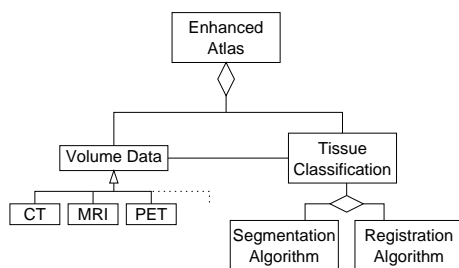 Enhanced
Atlas
Volume Data
Tissue
Classification
CT
MRI
PET
Segmentation
Algorithm
Registration
Algorithm